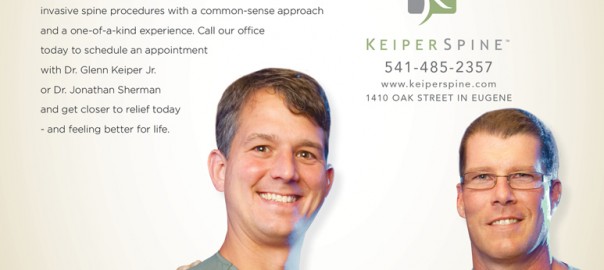 invasive spine procedures with a common-sense approach
and a one-of-a-kind experience. Call our office
today to schedule an appointment
with Dr. Glenn Keiper Jr.
or Dr. Jonathan Sherman
and get closer to relief today
- and feeling better for life.
KEIPERSPINE™
541-485-2357
www.keiperspine.com
1410 OAK STREET IN EUGENE